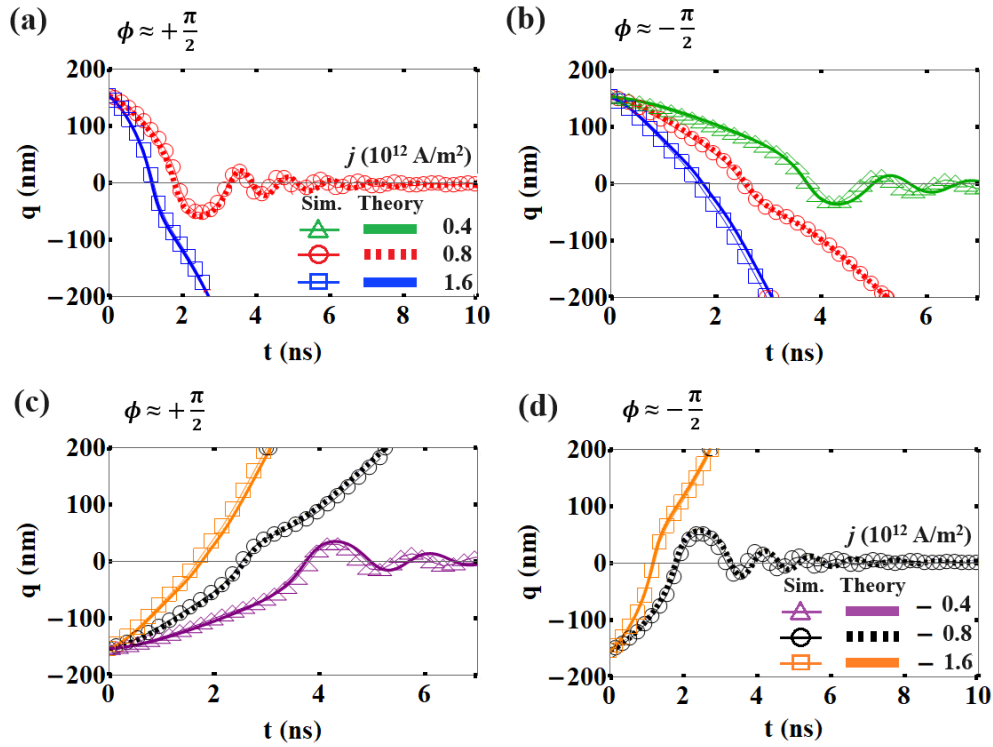 (a)
ϕ ≈ + π/2
200
100
0
−100
−200
q (nm)
0 2 4 6 8 10
t (ns)
j (10¹² A/m²)
Sim. Theory
0.4
0.8
1.6
(b)
ϕ ≈ − π/2
200
100
0
−100
−200
q (nm)
0 2 4 6
t (ns)
(c)
ϕ ≈ + π/2
200
100
0
−100
−200
q (nm)
0 2 4 6
t (ns)
(d)
ϕ ≈ − π/2
200
100
0
−100
−200
q (nm)
0 2 4 6 8 10
t (ns)
j (10¹² A/m²)
Sim. Theory
− 0.4
− 0.8
− 1.6